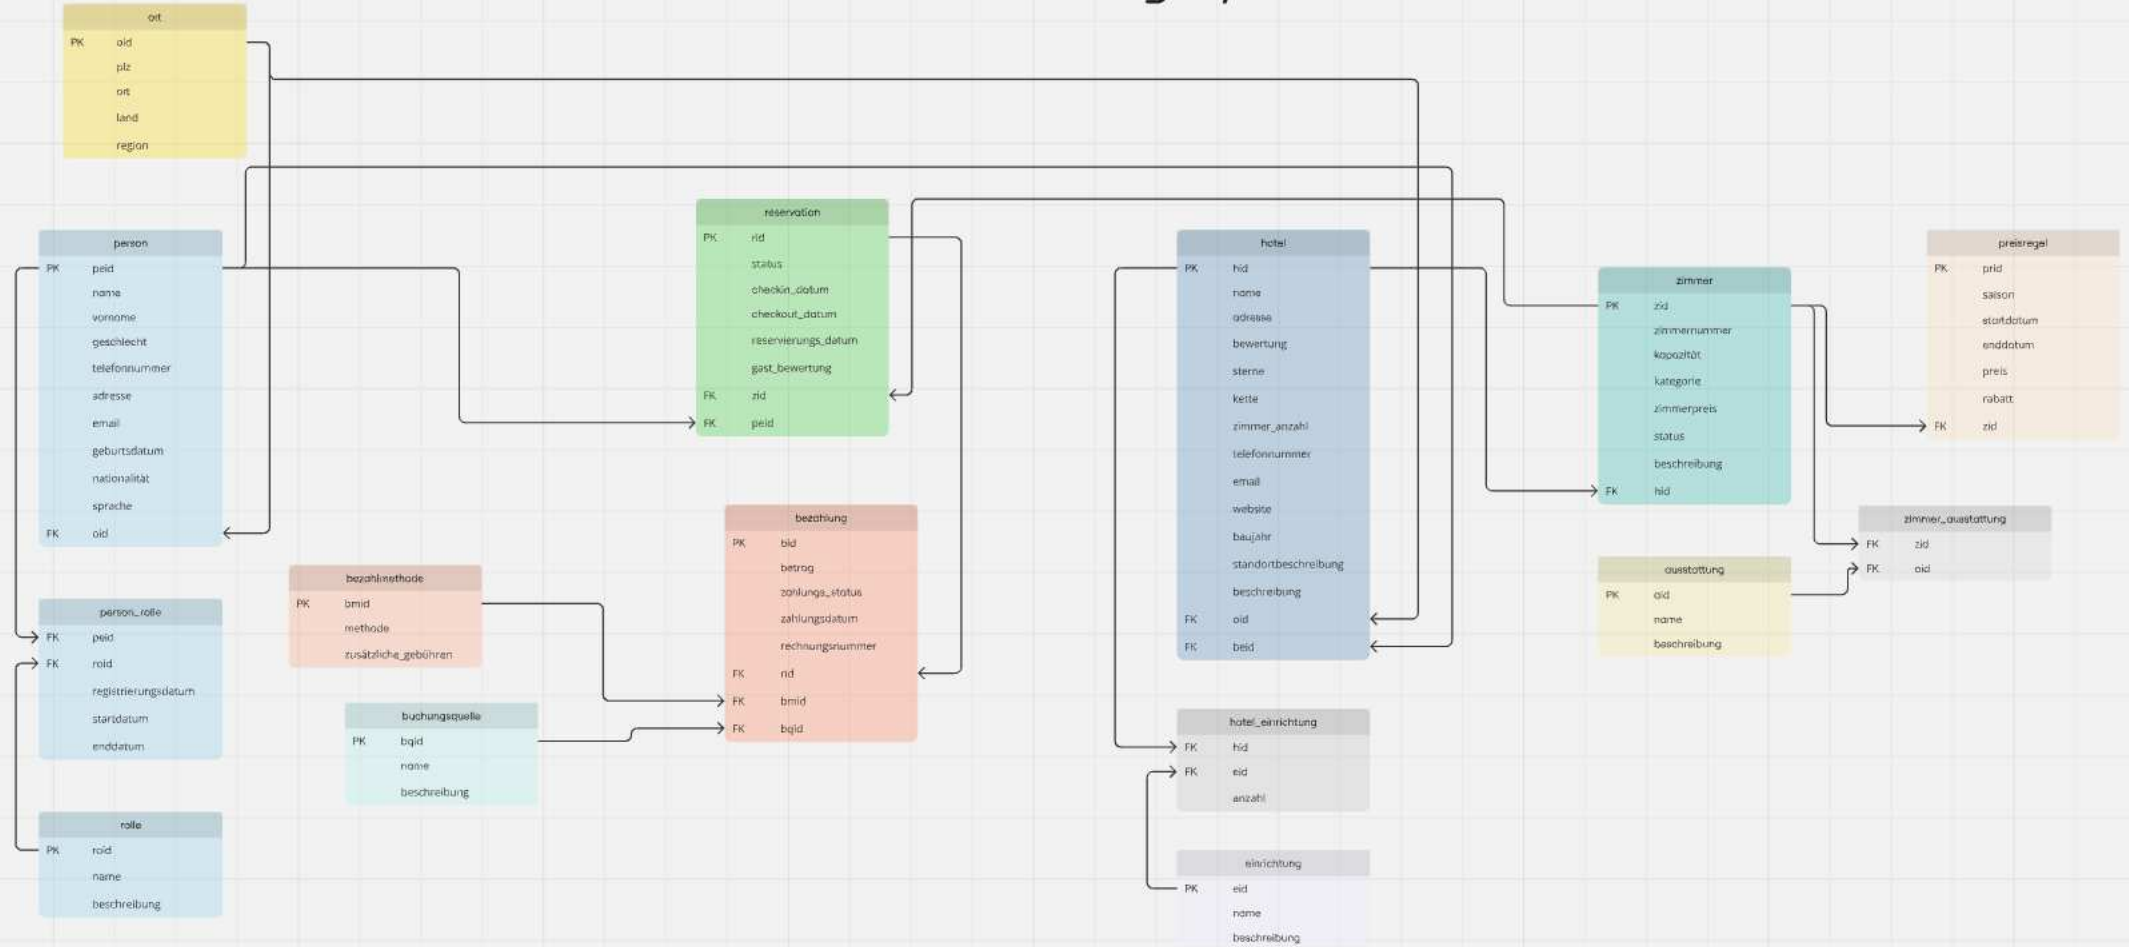 ort
PK oid
plz
ort
land
region
person
PK peid
name
vorname
geschlecht
telefonnummer
adresse
email
geburtsdatum
nationalität
sprache
FK oid
person_rolle
FK peid
FK roid
registrierungsdatum
startdatum
enddatum
rolle
PK roid
name
beschreibung
bezahlmethode
PK bmid
methode
zusätzliche_gebühren
buchungsquelle
PK bqid
name
beschreibung
reservation
PK rid
status
checkin_datum
checkout_datum
reservierungs_datum
gast_bewertung
FK zid
FK peid
bezahlung
PK bid
betrag
zahlungs_status
zahlungsdatum
rechnungsnummer
FK rid
FK bmid
FK bqid
hotel
PK hid
name
adresse
bewertung
sterne
kette
zimmer_anzahl
telefonnummer
email
website
baujahr
standortbeschreibung
beschreibung
FK oid
FK beid
hotel_einrichtung
FK hid
FK eid
anzahl
einrichtung
PK eid
name
beschreibung
zimmer
PK zid
zimmernummer
kapazität
kategorie
zimmerpreis
status
beschreibung
FK hid
ausstattung
PK aid
name
beschreibung
preisregel
PK prid
saison
startdatum
enddatum
preis
rabatt
FK zid
zimmer_ausstattung
FK zid
FK aid